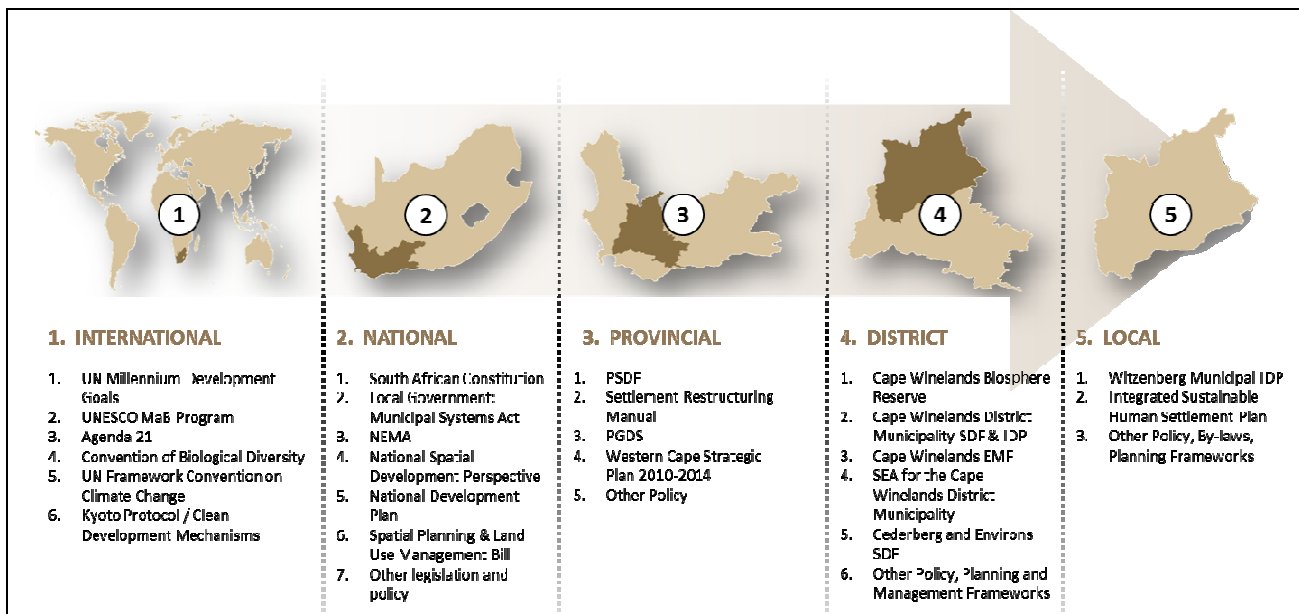 1
2
3
4
5
1. INTERNATIONAL
1. UN Millennium Development
Goals
2. UNESCO MaB Program
3. Agenda 21
4. Convention of Biological Diversity
5. UN Framework Convention on
Climate Change
6. Kyoto Protocol / Clean
Development Mechanisms
2. NATIONAL
1. South African Constitution
2. Local Government:
Municipal Systems Act
3. NEMA
4. National Spatial
Development Perspective
5. National Development
Plan
6. Spatial Planning & Land
Use Management Bill
7. Other legislation and
policy
3. PROVINCIAL
1. PSDF
2. Settlement Restructuring
Manual
3. PGDS
4. Western Cape Strategic
Plan 2010-2014
5. Other Policy
4. DISTRICT
1. Cape Winelands Biosphere
Reserve
2. Cape Winelands District
Municipality SDF & IDP
3. Cape Winelands EMF
4. SEA for the Cape
Winelands District
Municipality
5. Cederberg and Environs
SDF
6. Other Policy, Planning and
Management Frameworks
5. LOCAL
1. Witzenberg Municipal IDP
2. Integrated Sustainable
Human Settlement Plan
3. Other Policy, By-laws,
Planning Frameworks